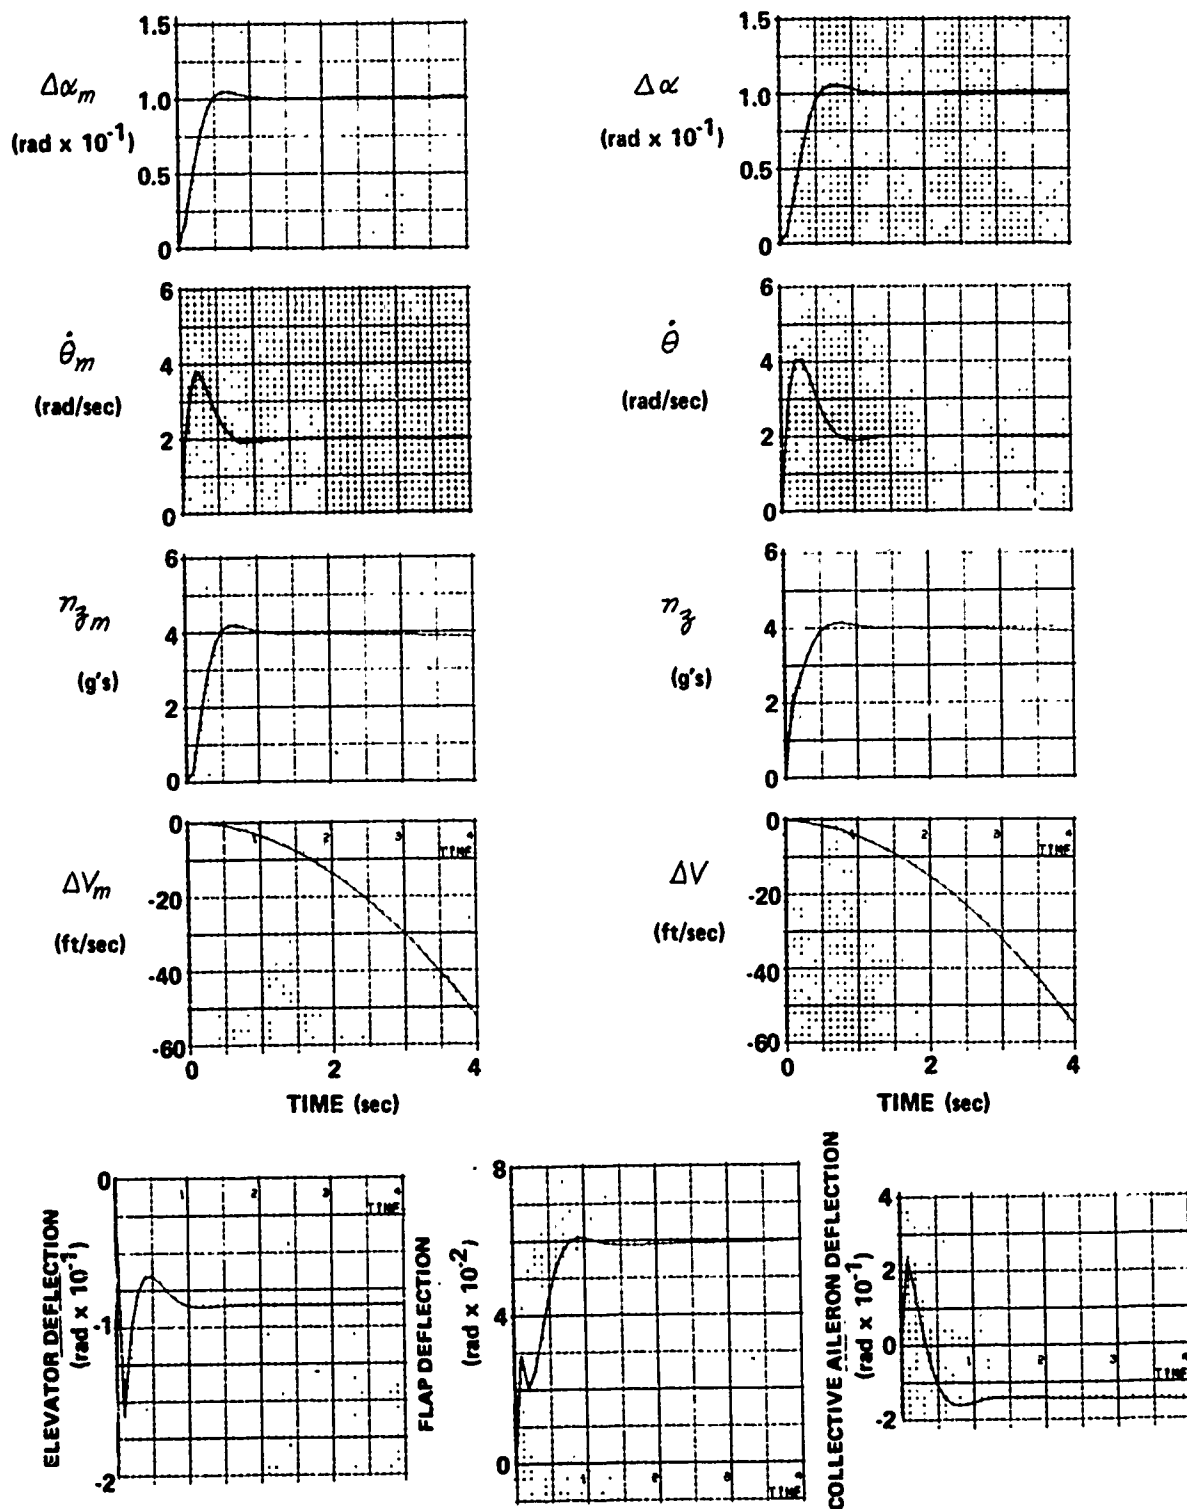 1.5
Δα_m
1.0
(rad x 10⁻¹)
0.5
0
1.5
Δα
1.0
(rad x 10⁻¹)
0.5
0
6
θ̇_m
4
(rad/sec)
2
0
6
θ̇
4
(rad/sec)
2
0
6
n_z_m
4
(g's)
2
0
6
n_z
4
(g's)
2
0
0
1 2 3 4
TIME
ΔV_m
-20
(ft/sec)
-40
-60
0 2 4
TIME (sec)
0
1 2 3 4
TIME
ΔV
-20
(ft/sec)
-40
-60
0 2 4
TIME (sec)
ELEVATOR DEFLECTION
(rad x 10⁻¹)
0
1 2 3 4
TIME
-1
-2
FLAP DEFLECTION
(rad x 10⁻²)
8
4
0
1 2 3 4
TIME
COLLECTIVE AILERON DEFLECTION
(rad x 10⁻¹)
4
2
0
1 2 3 4
TIME
-2